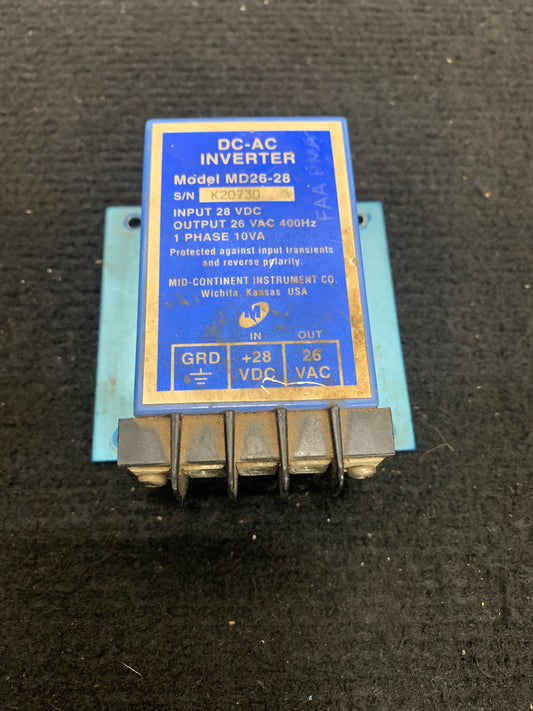 DC-AC
INVERTER
Model MD26-28
S/N K20730
FAA PMA
INPUT 28 VDC
OUTPUT 26 VAC 400Hz
1 PHASE 10VA
Protected against input transients
and reverse polarity.
MID-CONTINENT INSTRUMENT CO.
Wichita, Kansas USA
M
IN OUT
GRD +28 26
VDC VAC